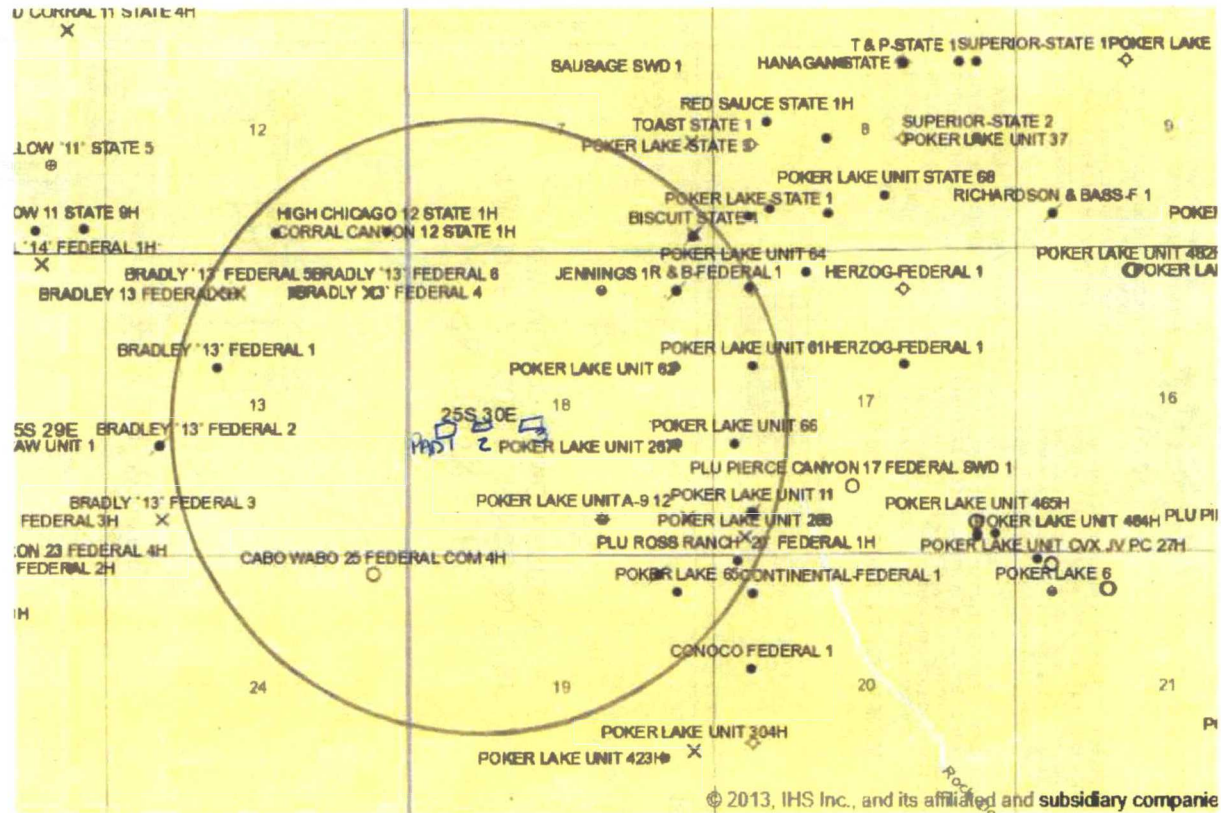 D CORRAL 11 STATE 4H
T & P-STATE 1 SUPERIOR-STATE 1 POKER LAKE
SAUSAGE SWD 1
HANAGAN STATE
RED SAUCE STATE 1H
12
7
TOAST STATE 1
8
SUPERIOR-STATE 2
9
LLOW "11" STATE 5
POKER LAKE STATE 3
POKER LAKE UNIT 37
POKER LAKE UNIT STATE 68
OW 11 STATE 9H
HIGH CHICAGO 12 STATE 1H
POKER LAKE STATE 1
RICHARDSON & BASS-F 1
POKER
CORRAL CANYON 12 STATE 1H
BISCUIT STATE 1
L "14" FEDERAL 1H
POKER LAKE UNIT 64
POKER LAKE UNIT 482H
BRADLY "13" FEDERAL 5
BRADLY "13" FEDERAL 6
JENNINGS 1
R & B-FEDERAL 1
HERZOG-FEDERAL 1
POKER LA
BRADLEY 13 FEDERAL
BRADLY "13" FEDERAL 4
BRADLEY "13" FEDERAL 1
POKER LAKE UNIT 61
HERZOG-FEDERAL 1
POKER LAKE UNIT 62
13
25S 30E
18
17
16
5S 29E
BRADLEY "13" FEDERAL 2
POKER LAKE UNIT 66
AW UNIT 1
PAD 1 2 3
POKER LAKE UNIT 267
PLU PIERCE CANYON 17 FEDERAL SWD 1
BRADLY "13" FEDERAL 3
POKER LAKE UNIT A-9 12
POKER LAKE UNIT 11
POKER LAKE UNIT 465H
FEDERAL 3H
POKER LAKE UNIT 268
POKER LAKE UNIT 464H
PLU PI
ON 23 FEDERAL 4H
CABO WABO 25 FEDERAL COM 4H
PLU ROSS RANCH "20" FEDERAL 1H
POKER LAKE UNIT CVX JV PC 27H
FEDERAL 2H
POKER LAKE 65
CONTINENTAL-FEDERAL 1
POKER LAKE 6
H
CONOCO FEDERAL 1
24
19
20
21
POKER LAKE UNIT 304H
P
POKER LAKE UNIT 423H
© 2013, IHS Inc., and its affiliated and subsidiary companie